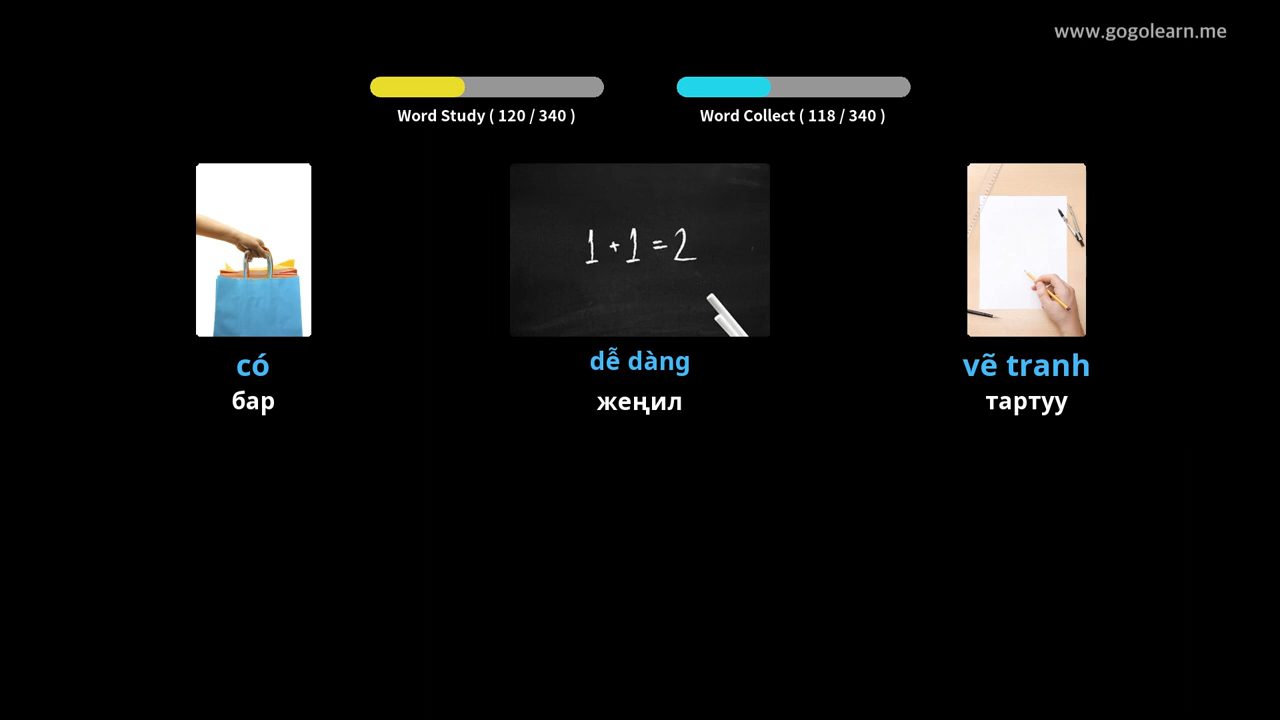 www.gogolearn.me
Word Study ( 120 / 340 )
Word Collect ( 118 / 340 )
1 + 1 = 2
có
dễ dàng
vẽ tranh
бар
жеңил
тартуу